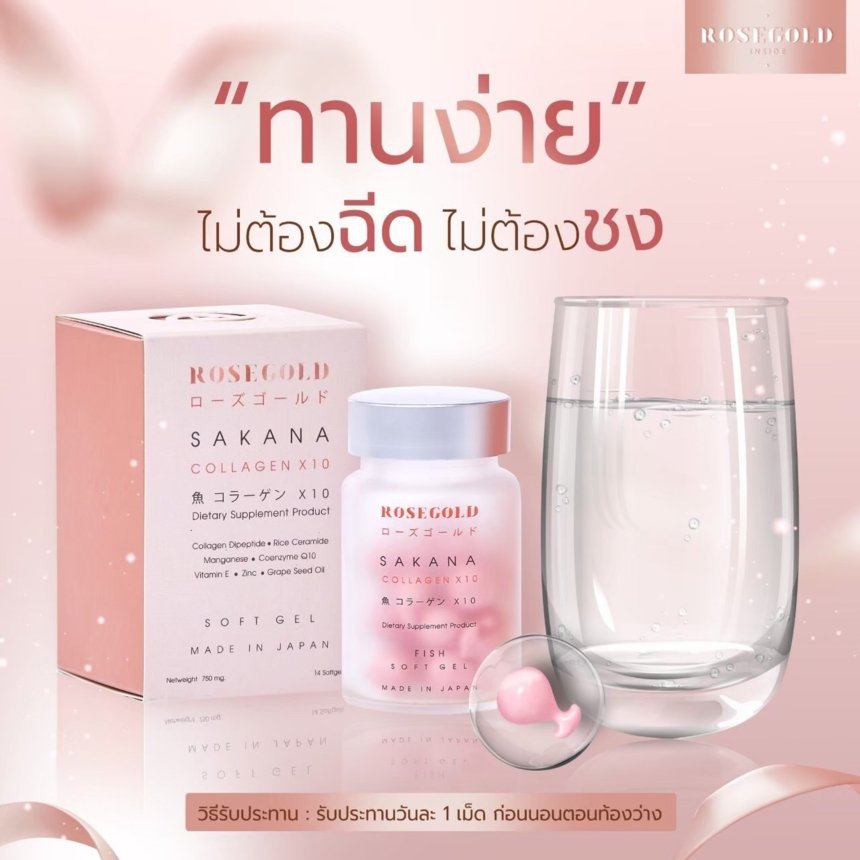 ROSEGOLD
INSIDE
“ทานง่าย”
ไม่ต้องฉีด ไม่ต้องชง
ROSEGOLD
ローズゴールド
SAKANA
COLLAGEN X10
魚 コラーゲン X10
Dietary Supplement Product
Collagen Dipeptide • Rice Ceramide
Manganese • Coenzyme Q10
Vitamin E • Zinc • Grape Seed Oil
SOFT GEL
MADE IN JAPAN
Netweight 750 mg.
14 Softgel
ROSEGOLD
ローズゴールド
SAKANA
COLLAGEN X10
魚 コラーゲン X10
Dietary Supplement Product
FISH
SOFT GEL
MADE IN JAPAN
วิธีรับประทาน : รับประทานวันละ 1 เม็ด ก่อนนอนตอนท้องว่าง